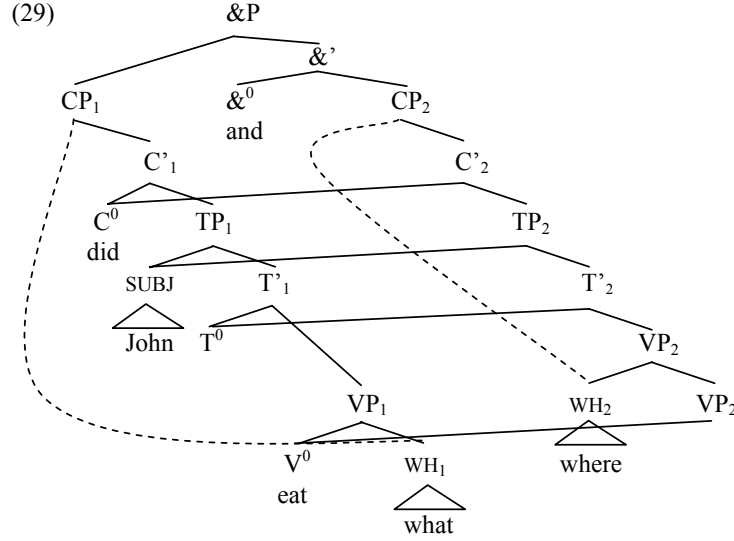 (29) &P
&’
CP₁ &⁰ CP₂
and
C’₁ C’₂
C⁰ TP₁ TP₂
did
SUBJ T’₁ T’₂
John T⁰ VP₂
VP₁ WH₂ VP₂
V⁰ WH₁ where
eat
what